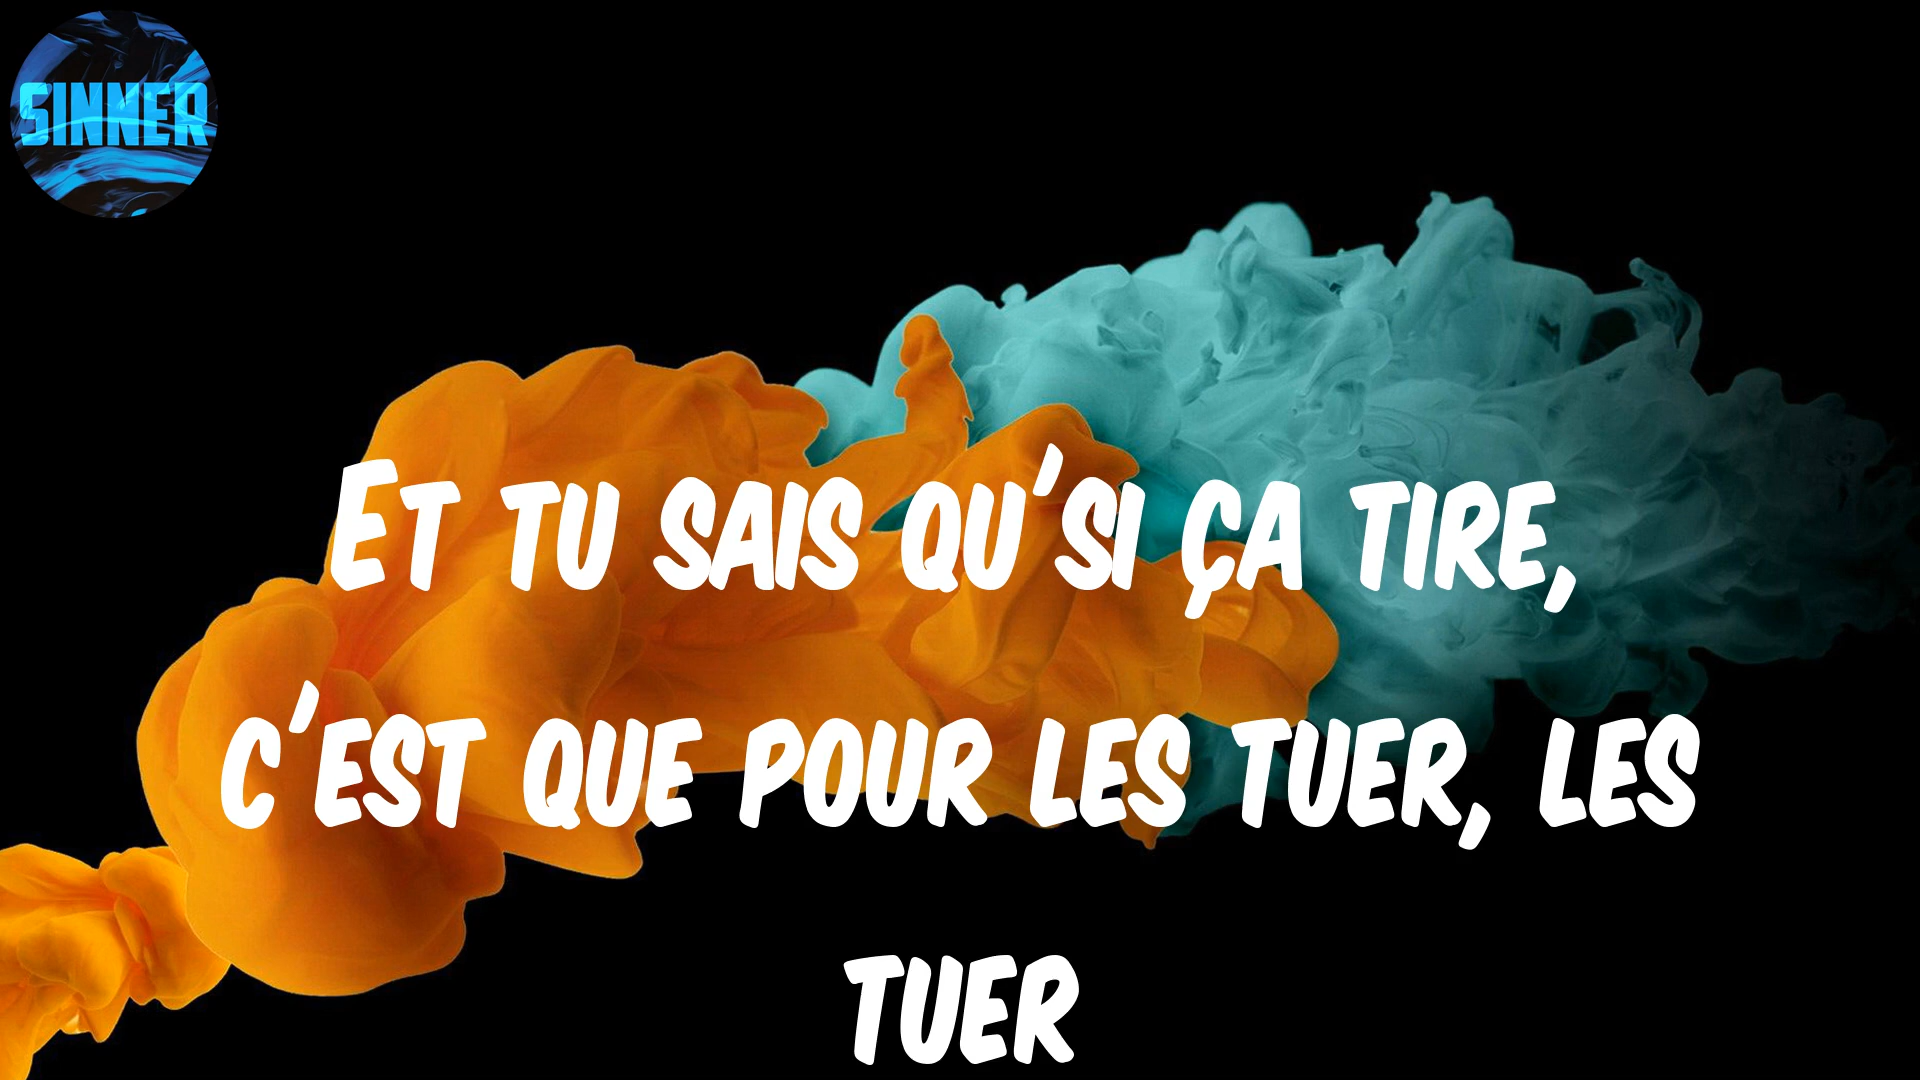 SINNER
Et tu sais qu'si ça tire,
c'est que pour les tuer, les
tuer